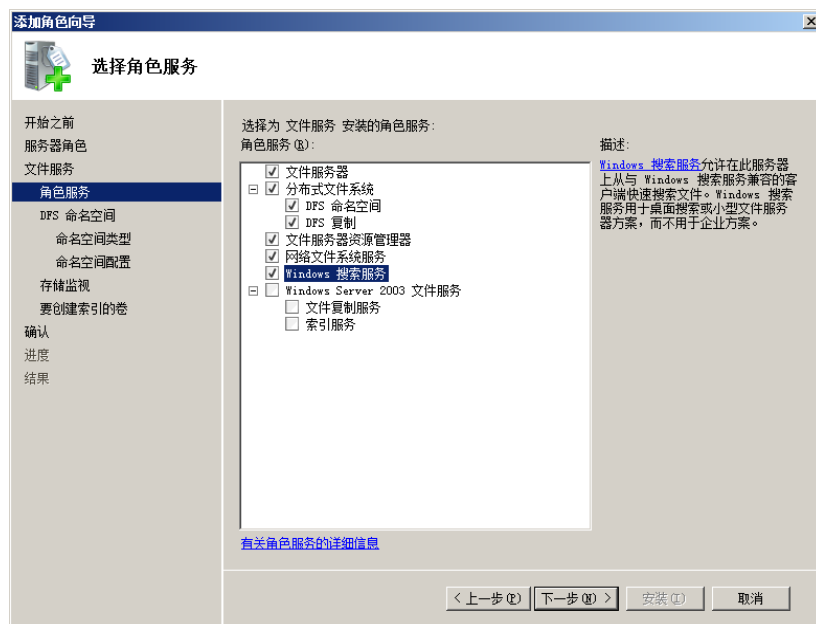 添加角色向导
选择角色服务
开始之前
服务器角色
文件服务
角色服务
DFS 命名空间
命名空间类型
命名空间配置
存储监视
要创建索引的卷
确认
进度
结果
选择为 文件服务 安装的角色服务:
角色服务(R):
文件服务器
分布式文件系统
DFS 命名空间
DFS 复制
文件服务器资源管理器
网络文件系统服务
Windows 搜索服务
Windows Server 2003 文件服务
文件复制服务
索引服务
有关角色服务的详细信息
描述:
Windows 搜索服务允许在此服务器
上从与 Windows 搜索服务兼容的客
户端快速搜索文件。Windows 搜索
服务用于桌面搜索或小型文件服务
器方案，而不用于企业方案。
< 上一步(P) 下一步(N) > 安装(I) 取消